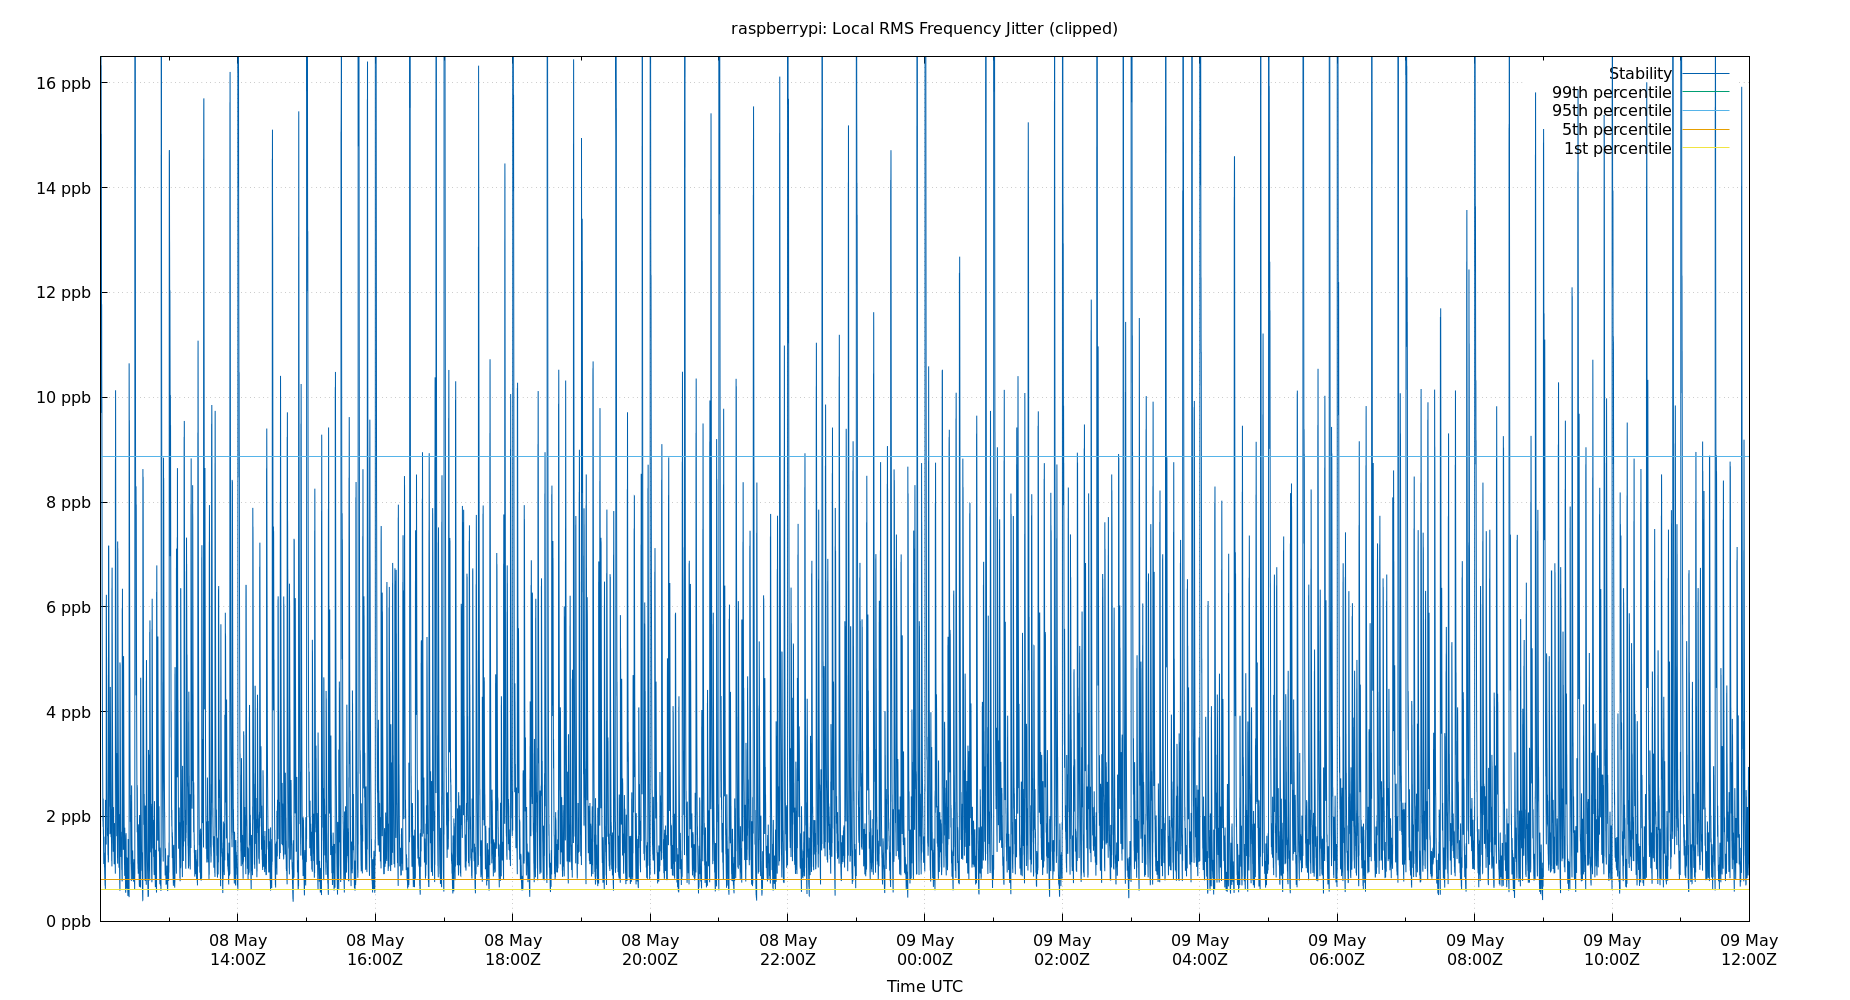 raspberrypi: Local RMS Frequency Jitter (clipped)
16 ppb
14 ppb
12 ppb
10 ppb
8 ppb
6 ppb
4 ppb
2 ppb
0 ppb
Stability
99th percentile
95th percentile
5th percentile
1st percentile
08 May 08 May 08 May 08 May 08 May 09 May 09 May 09 May 09 May 09 May 09 May 09 May
14:00Z 16:00Z 18:00Z 20:00Z 22:00Z 00:00Z 02:00Z 04:00Z 06:00Z 08:00Z 10:00Z 12:00Z
Time UTC